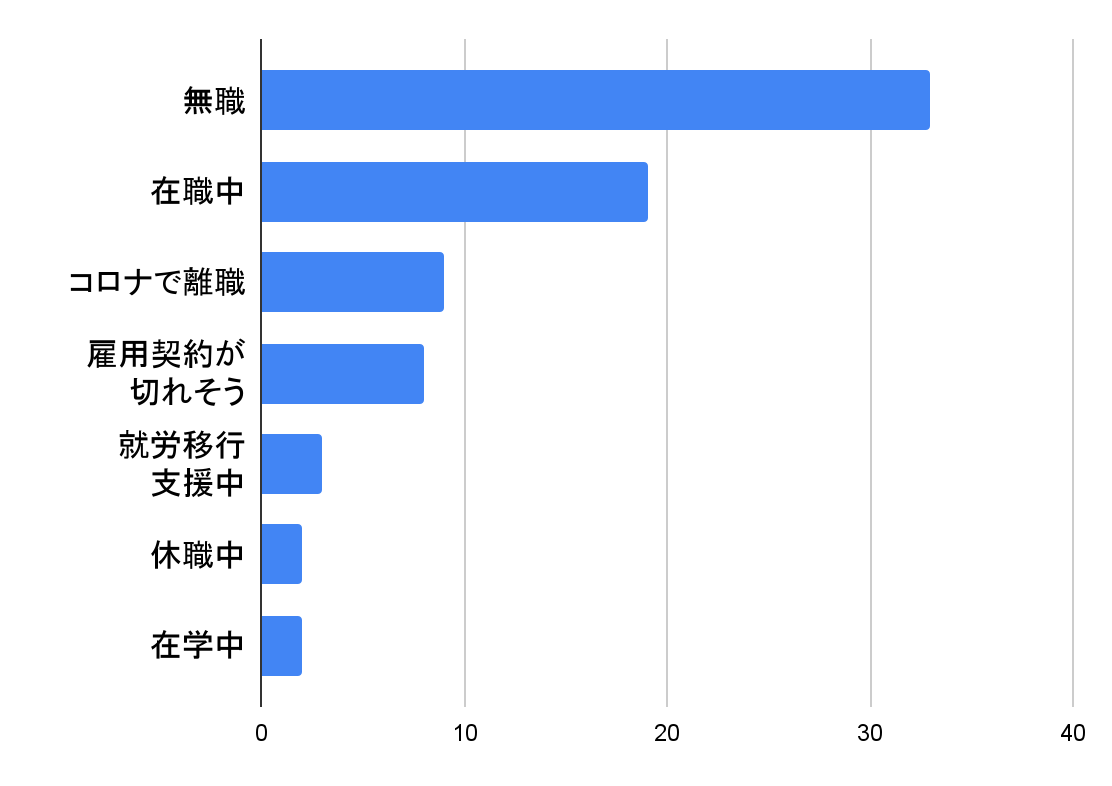 無職
在職中
コロナで離職
雇用契約が
切れそう
就労移行
支援中
休職中
在学中
0 10 20 30 40